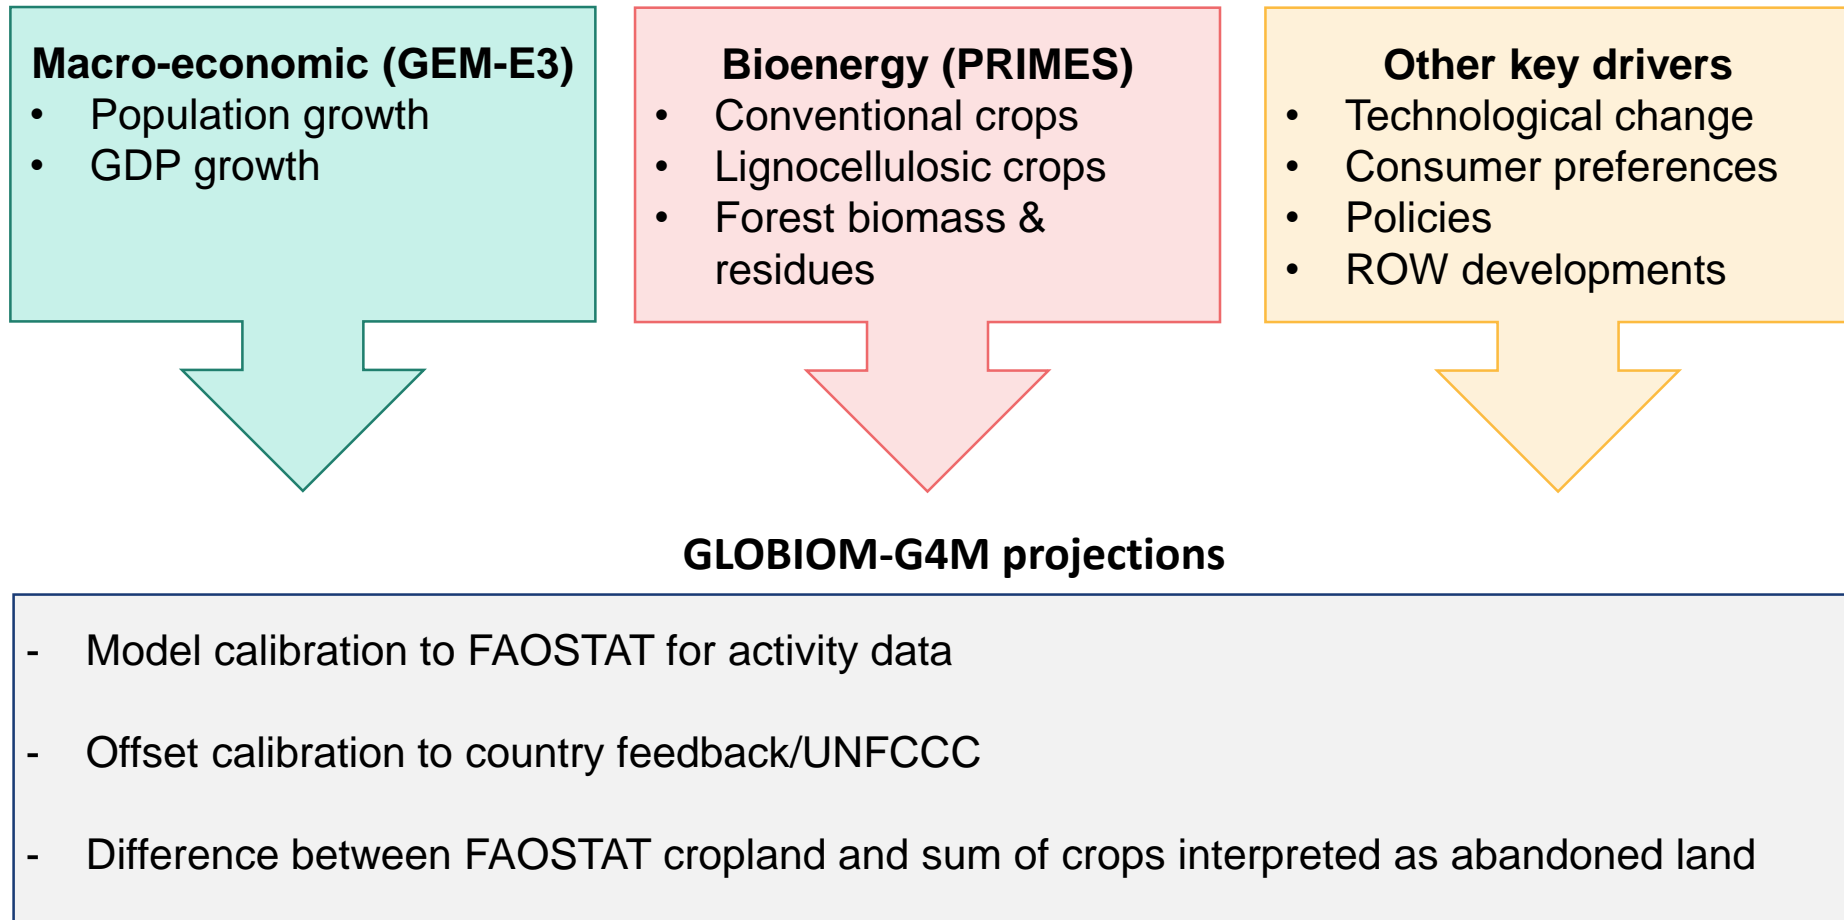 Macro-economic (GEM-E3)
• Population growth
• GDP growth
Bioenergy (PRIMES)
• Conventional crops
• Lignocellulosic crops
• Forest biomass &
residues
Other key drivers
• Technological change
• Consumer preferences
• Policies
• ROW developments
GLOBIOM-G4M projections
- Model calibration to FAOSTAT for activity data
- Offset calibration to country feedback/UNFCCC
- Difference between FAOSTAT cropland and sum of crops interpreted as abandoned land